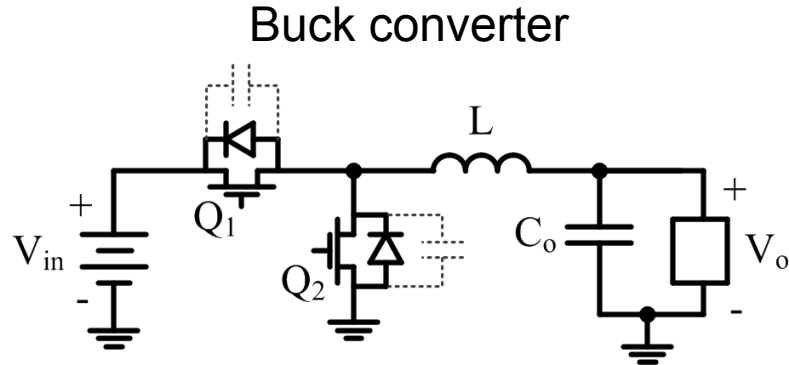 Buck converter
L
Q₁
+
Vᵢₙ
-
Q₂
Cₒ
+
Vₒ
-